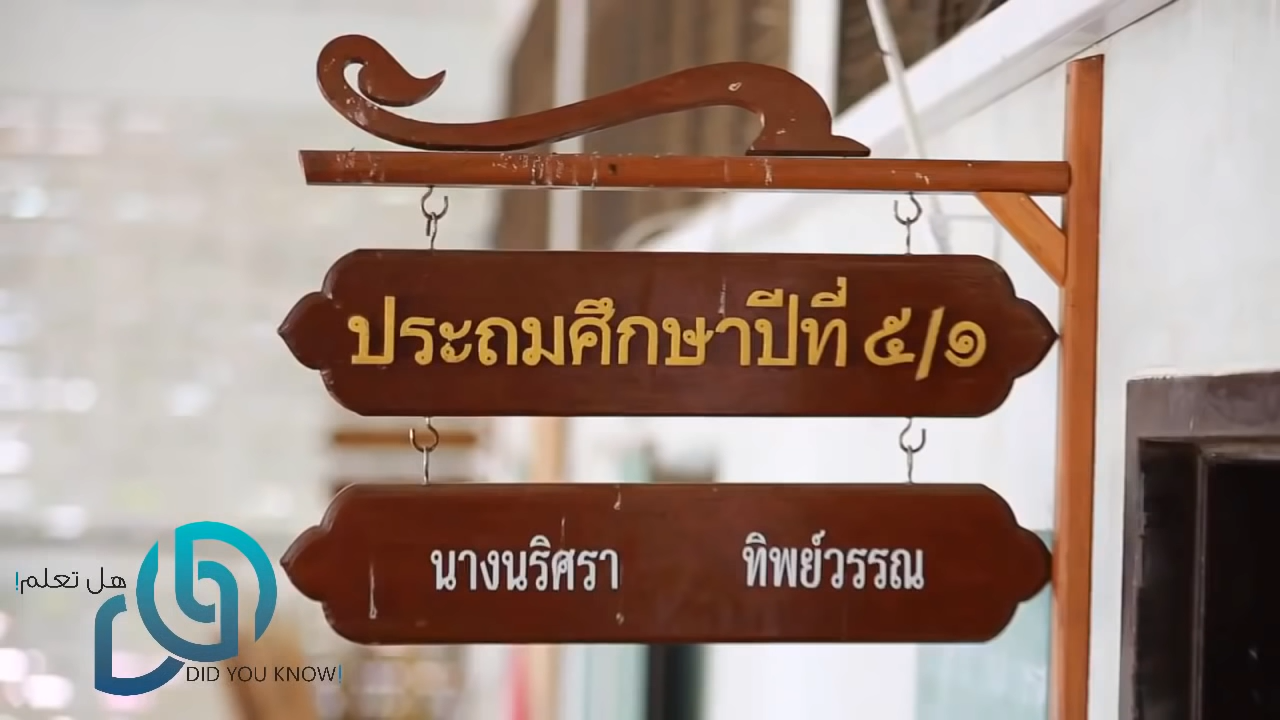 ประถมศึกษาปีที่ ๕/๑
นางนริศรา ทิพย์วรรณ
هل تعلم!
DID YOU KNOW!